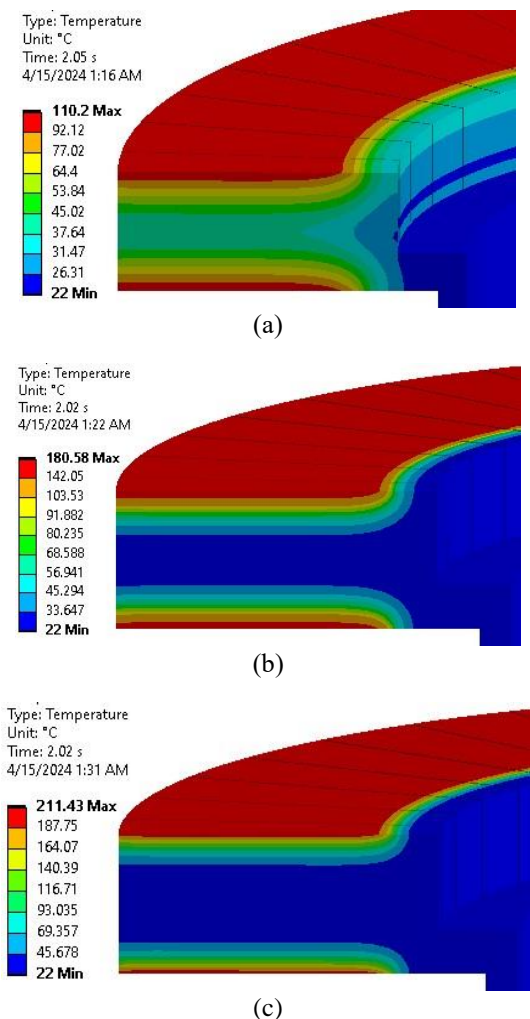 Type: Temperature
Unit: °C
Time: 2.05 s
4/15/2024 1:16 AM
110.2 Max
92.12
77.02
64.4
53.84
45.02
37.64
31.47
26.31
22 Min
(a)
Type: Temperature
Unit: °C
Time: 2.02 s
4/15/2024 1:22 AM
180.58 Max
142.05
103.53
91.882
80.235
68.588
56.941
45.294
33.647
22 Min
(b)
Type: Temperature
Unit: °C
Time: 2.02 s
4/15/2024 1:31 AM
211.43 Max
187.75
164.07
140.39
116.71
93.035
69.357
45.678
22 Min
(c)